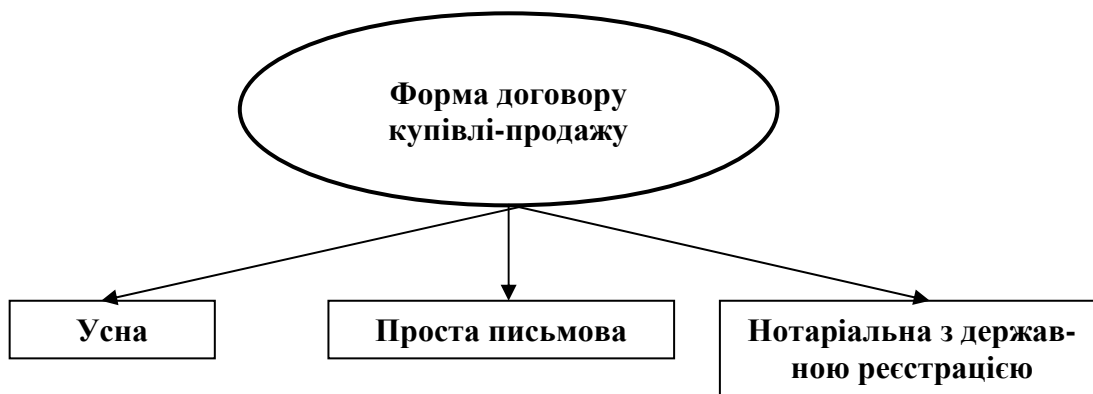 Форма договору
купівлі-продажу
Усна
Проста письмова
Нотаріальна з держав-
ною реєстрацією